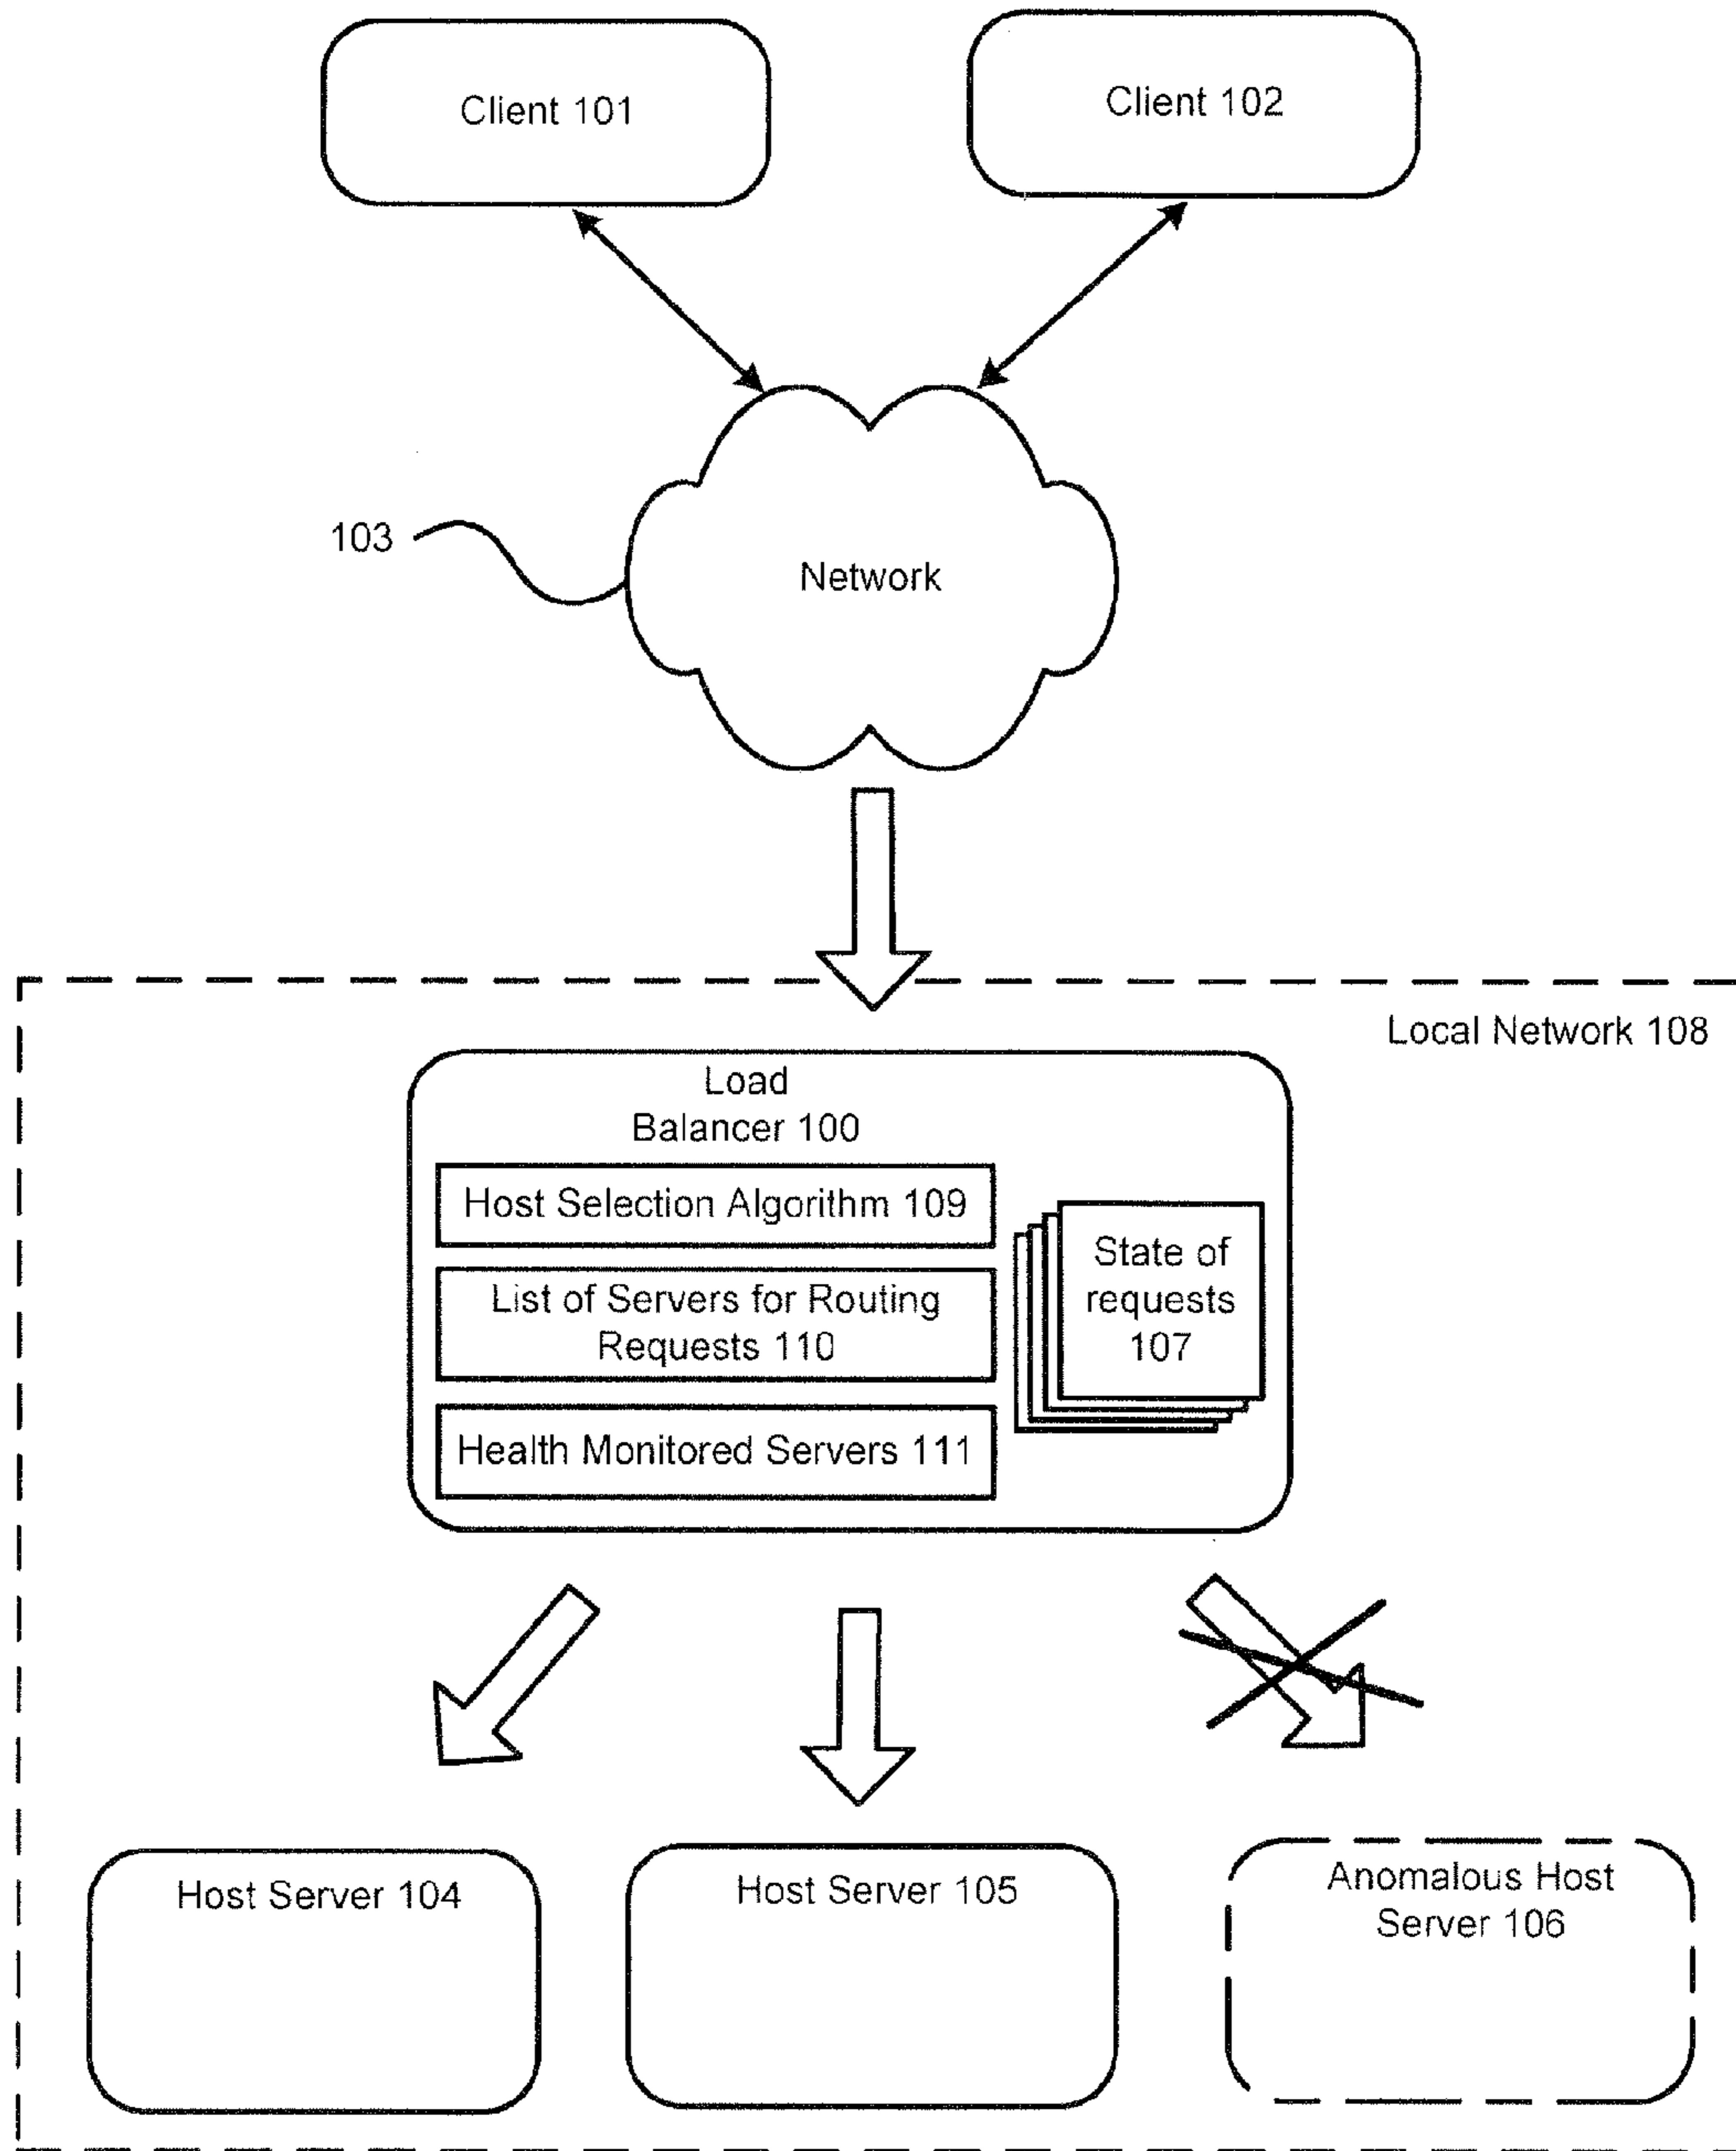 Client 101
Client 102
103
Network
Local Network 108
Load
Balancer 100
Host Selection Algorithm 109
List of Servers for Routing
Requests 110
Health Monitored Servers 111
State of
requests
107
Host Server 104
Host Server 105
Anomalous Host
Server 106